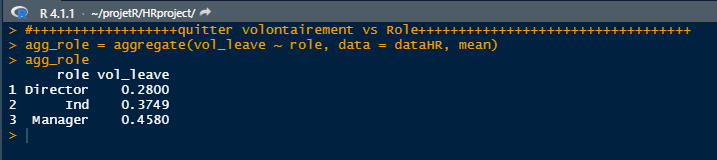 R 4.1.1 · ~/projetR/HRproject/
> #++++++++++++++++++quitter volontairement vs Role++++++++++++++++++++++++++++++++++
> agg_role = aggregate(vol_leave ~ role, data = dataHR, mean)
> agg_role
      role vol_leave
1 Director    0.2800
2      Ind    0.3749
3  Manager    0.4580
>